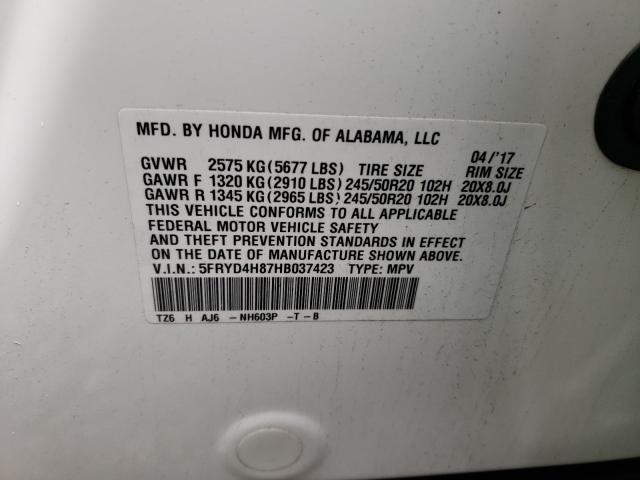 MFD. BY HONDA MFG. OF ALABAMA, LLC
04/'17
GVWR 2575 KG(5677 LBS) TIRE SIZE RIM SIZE
GAWR F 1320 KG(2910 LBS)245/50R20 102H 20X8.0J
GAWR R 1345 KG(2965 LBS)245/50R20 102H 20X8.0J
THIS VEHICLE CONFORMS TO ALL APPLICABLE
FEDERAL MOTOR VEHICLE SAFETY
AND THEFT PREVENTION STANDARDS IN EFFECT
ON THE DATE OF MANUFACTURE SHOWN ABOVE.
V.I.N.: 5FRYD4H87HB037423 TYPE: MPV
TZ6 H AJ6 -NH603P -T-B